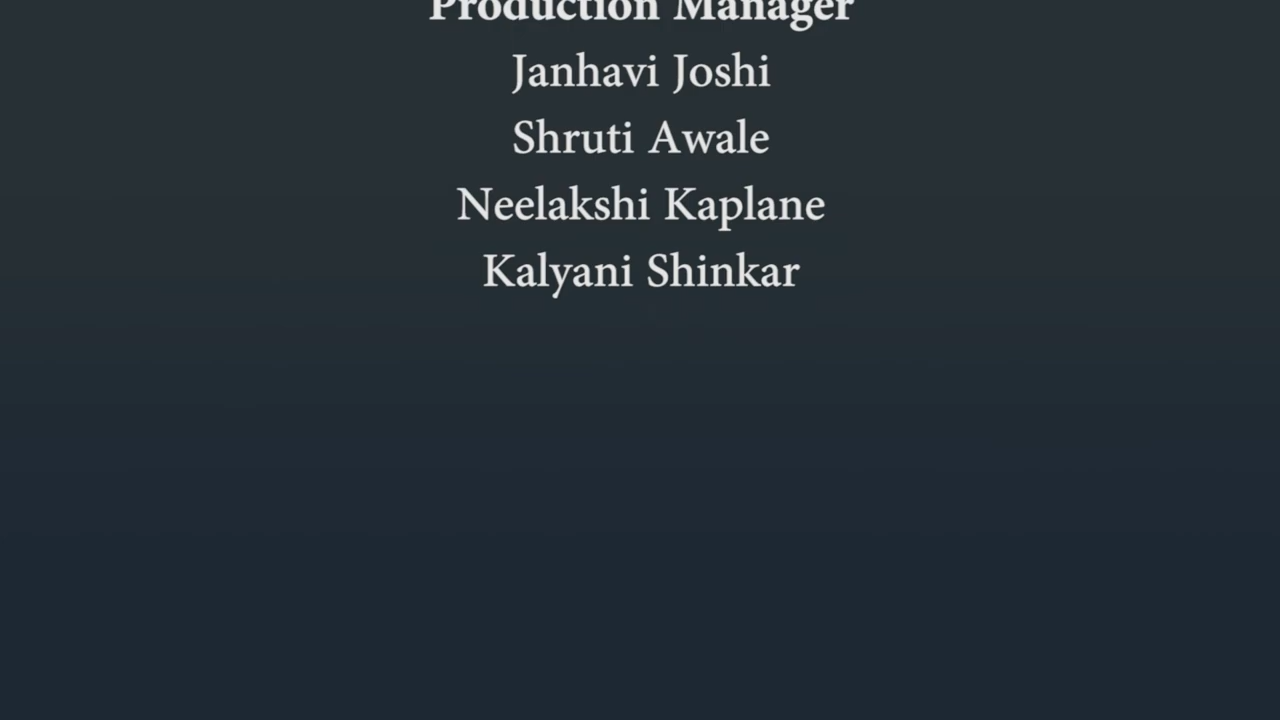 Production Manager
Janhavi Joshi
Shruti Awale
Neelakshi Kaplane
Kalyani Shinkar